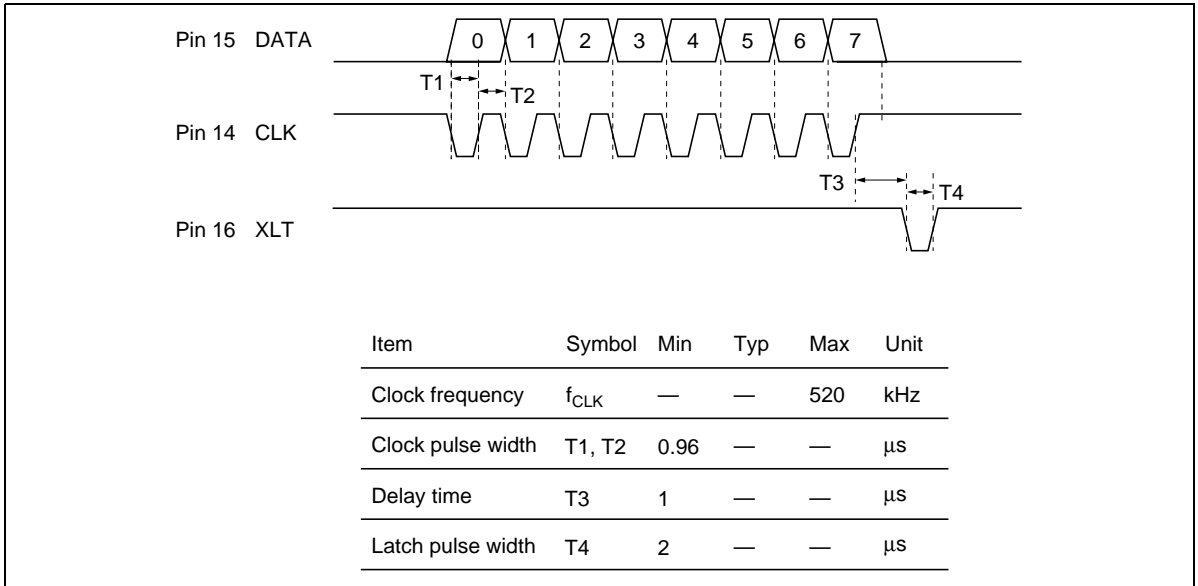 Pin 15 DATA 0 1 2 3 4 5 6 7
T1
T2
Pin 14 CLK
T3
T4
Pin 16 XLT
Item Symbol Min Typ Max Unit
Clock frequency fCLK — — 520 kHz
Clock pulse width T1, T2 0.96 — — μs
Delay time T3 1 — — μs
Latch pulse width T4 2 — — μs